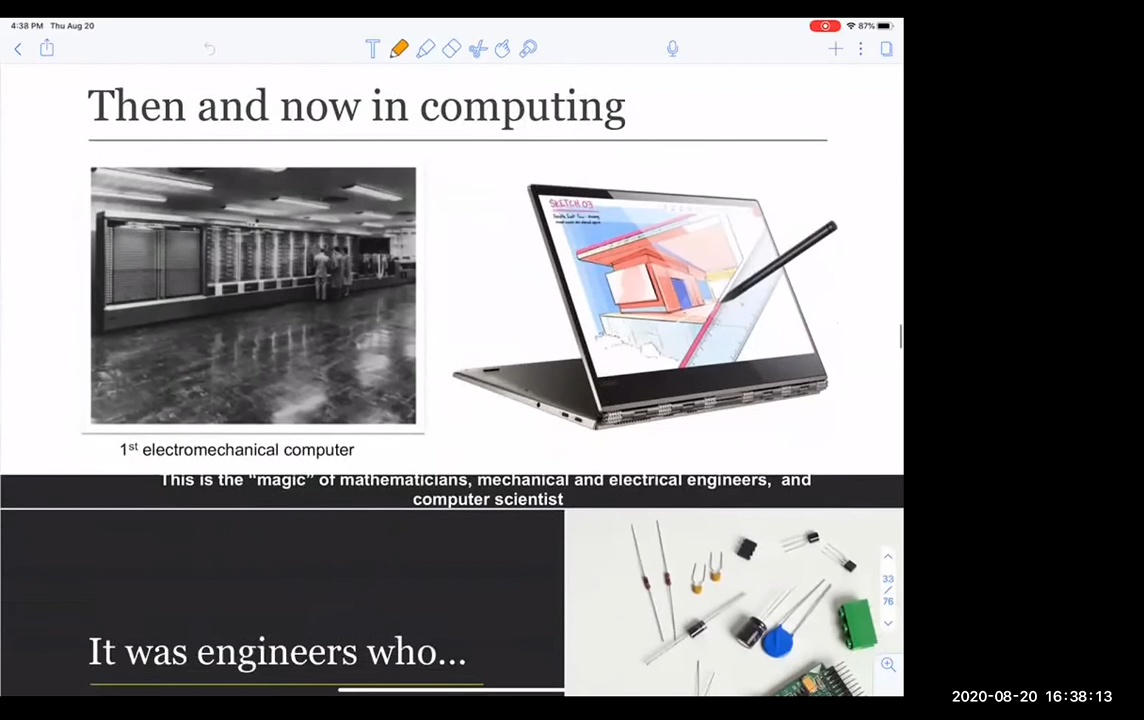 4:38 PM Thu Aug 20
87%
Then and now in computing
SKETCH 03
1st electromechanical computer
This is the "magic" of mathematicians, mechanical and electrical engineers, and
computer scientist
It was engineers who...
33
/
76
2020-08-20 16:38:13